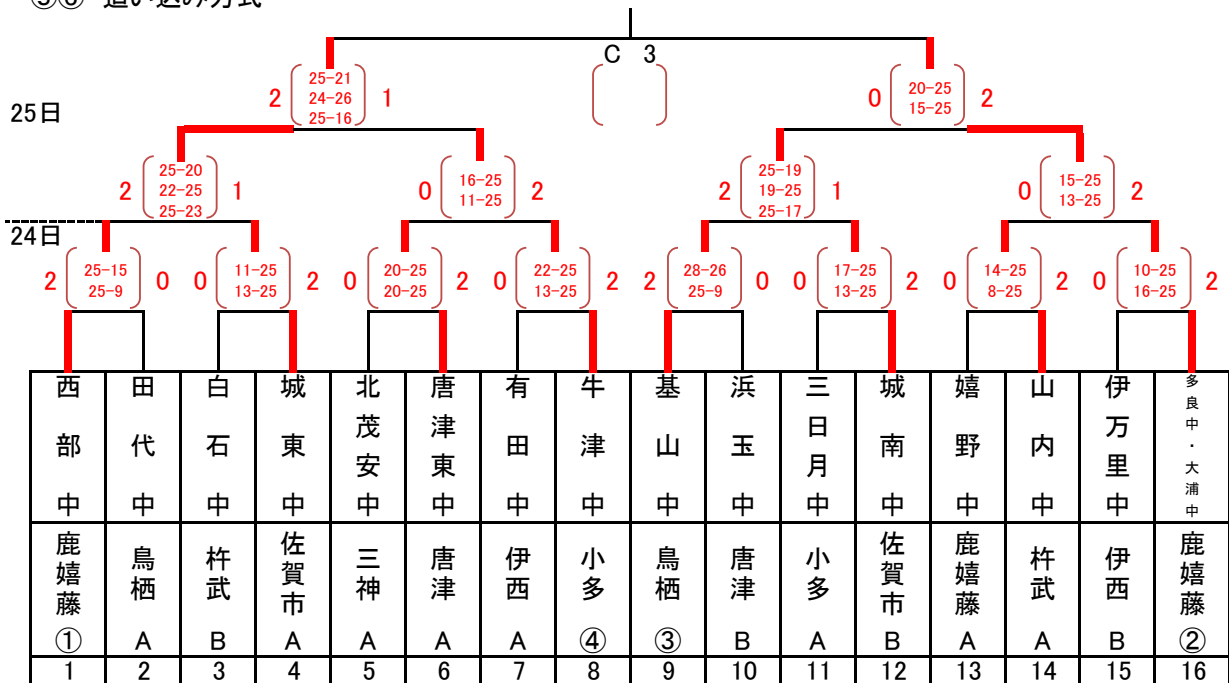 C 3
25-21
24-26
25-16
2 1
20-25
15-25
0 2
25日
25-20
22-25
25-23
2 1
16-25
11-25
0 2
25-19
19-25
25-17
2 1
15-25
13-25
0 2
24日
2 25-15 0 0 11-25 2 0 20-25 2 0 22-25 2 2 28-26 0 0 17-25 2 0 14-25 2 0 10-25 2
25-9 13-25 20-25 13-25 25-9 13-25 8-25 16-25
西部中 田代中 白石中 城東中 北茂安中 唐津東中 有田中 牛津中 基山中 浜玉中 三日月中 城南中 嬉野中 山内中 伊万里中 多良中・大浦中
鹿嬉藤 鳥栖 杵武 佐賀市 三神 唐津 伊西 小多 鳥栖 唐津 小多 佐賀市 鹿嬉藤 杵武 伊西 鹿嬉藤
① A B A A A A ④ ③ B A B A A B ②
1 2 3 4 5 6 7 8 9 10 11 12 13 14 15 16